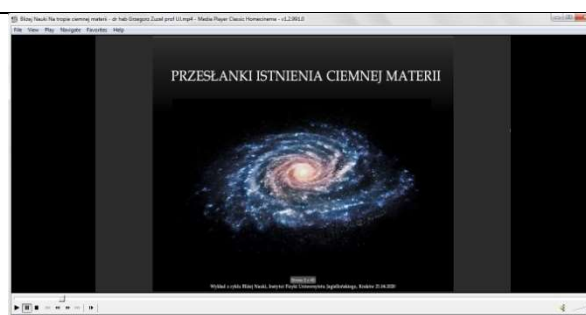 Bliżej Nauki Na tropie ciemnej materii - dr hab Grzegorz Zuzel prof UJ.mp4 - Media Player Classic Homecinema - v1.2.991.0
File View Play Navigate Favorites Help
PRZESŁANKI ISTNIENIA CIEMNEJ MATERII
Wykład z cyklu Bliżej Nauki, Instytut Fizyki Uniwersytetu Jagiellońskiego, Kraków